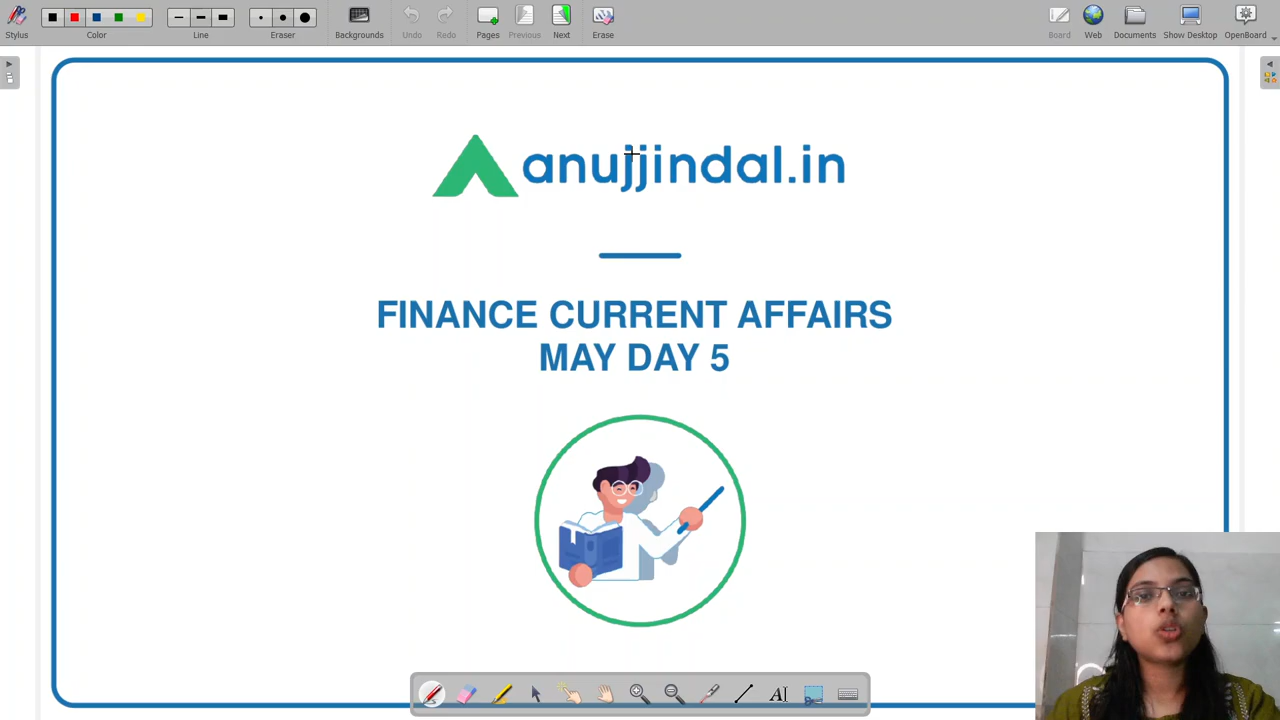 Stylus
Color
Line
Eraser
Backgrounds
Undo
Redo
Pages
Previous
Next
Erase
Board
Web
Documents
Show Desktop
OpenBoard
anujjindal.in
FINANCE CURRENT AFFAIRS
MAY DAY 5
AI